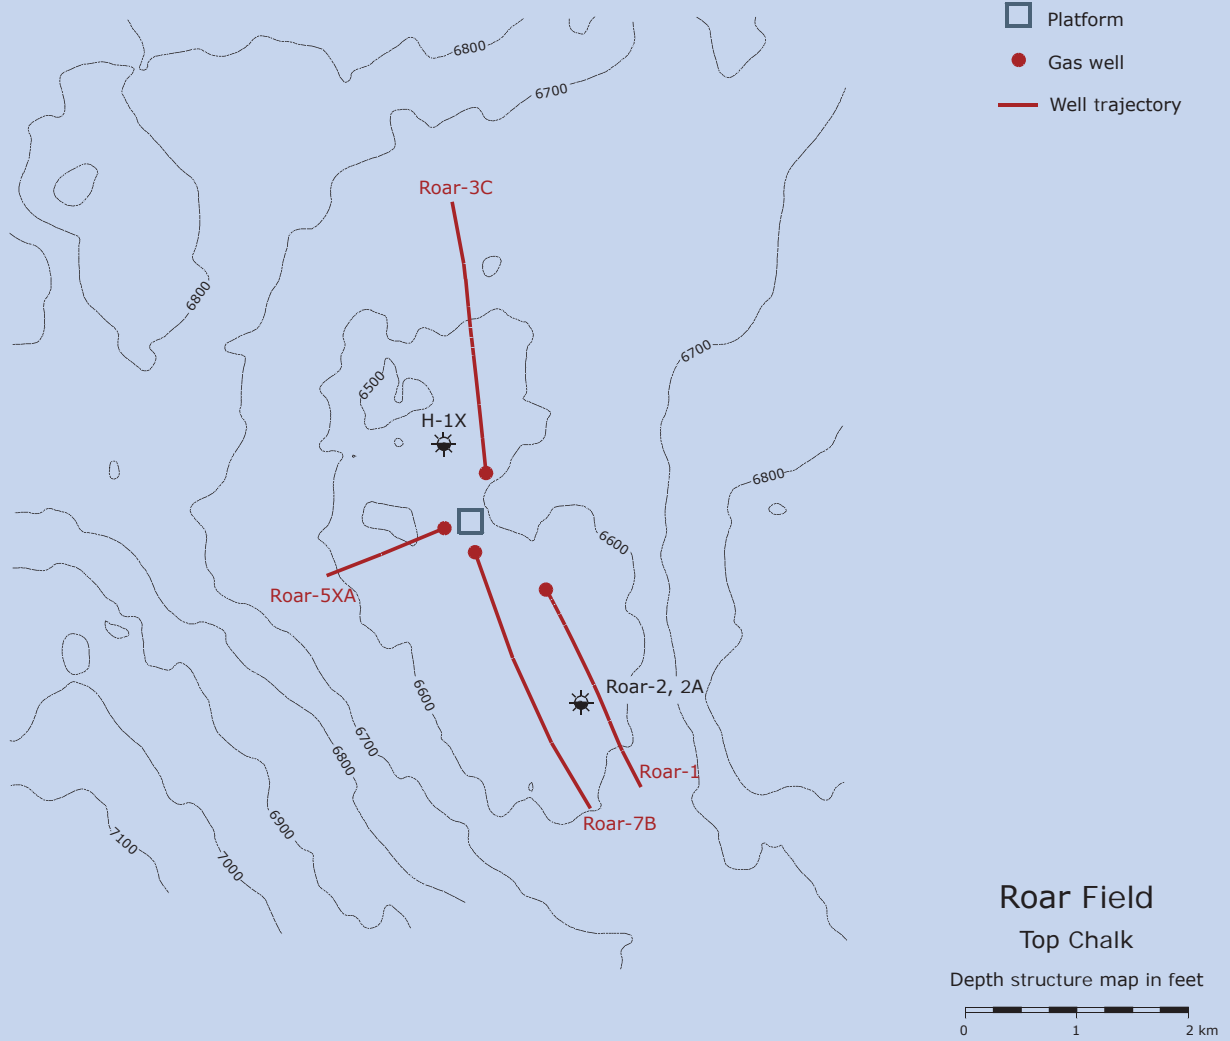 Platform
Gas well
Well trajectory
6800
6700
Roar-3C
6800
6700
6500
H-1X
6800
6600
Roar-5XA
Roar-2, 2A
6600
6700
6800
Roar-1
Roar-7B
6900
7100
7000
Roar Field
Top Chalk
Depth structure map in feet
0 1 2 km